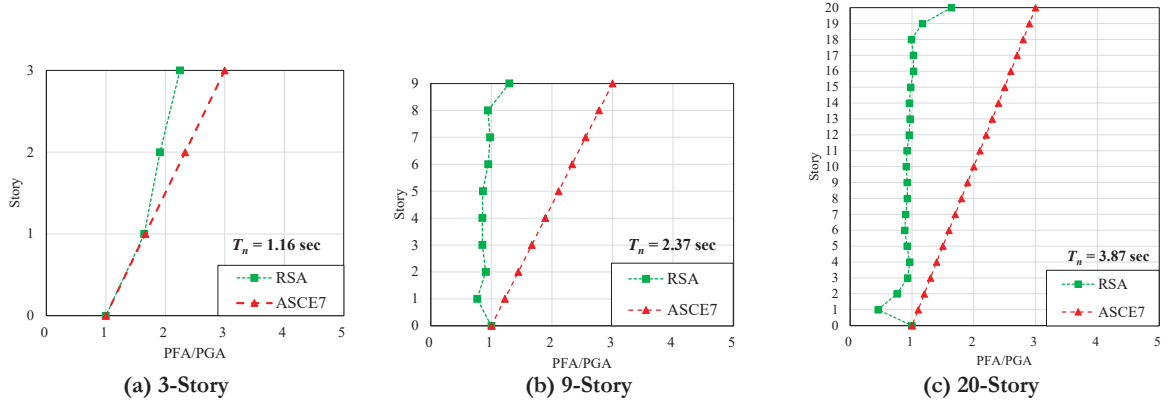 3
2
1
0
Story
0 1 2 3 4 5
PFA/PGA
T_n = 1.16 sec
RSA
ASCE7
(a) 3-Story
9
8
7
6
5
4
3
2
1
0
Story
0 1 2 3 4 5
PFA/PGA
T_n = 2.37 sec
RSA
ASCE7
(b) 9-Story
20
19
18
17
16
15
14
13
12
11
10
9
8
7
6
5
4
3
2
1
0
Story
0 1 2 3 4 5
PFA/PGA
T_n = 3.87 sec
RSA
ASCE7
(c) 20-Story